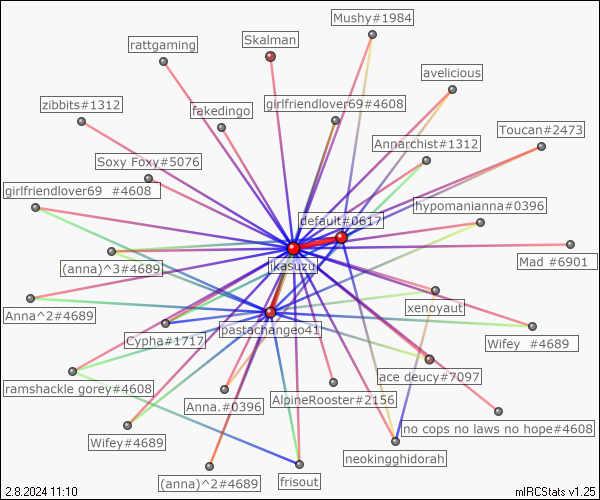 Mushy#1984
rattgaming
Skalman
avelicious
zibbits#1312
fakedingo
girlfriendlover69#4608
Annarchist#1312
Toucan#2473
Soxy Foxy#5076
girlfriendlover69 #4608
hypomanianna#0396
default#0617
(anna)^3#4689
jkasuzu
Mad #6901
Anna^2#4689
xenoyaut
Cypha#1717
pastachangeo41
Wifey #4689
ramshackle gorey#4608
ace deucy#7097
Anna.#0396
AlpineRooster#2156
no cops no laws no hope#4608
Wifey#4689
neokingghidorah
(anna)^2#4689
frisout
2.8.2024 11:10
mIRCStats v1.25